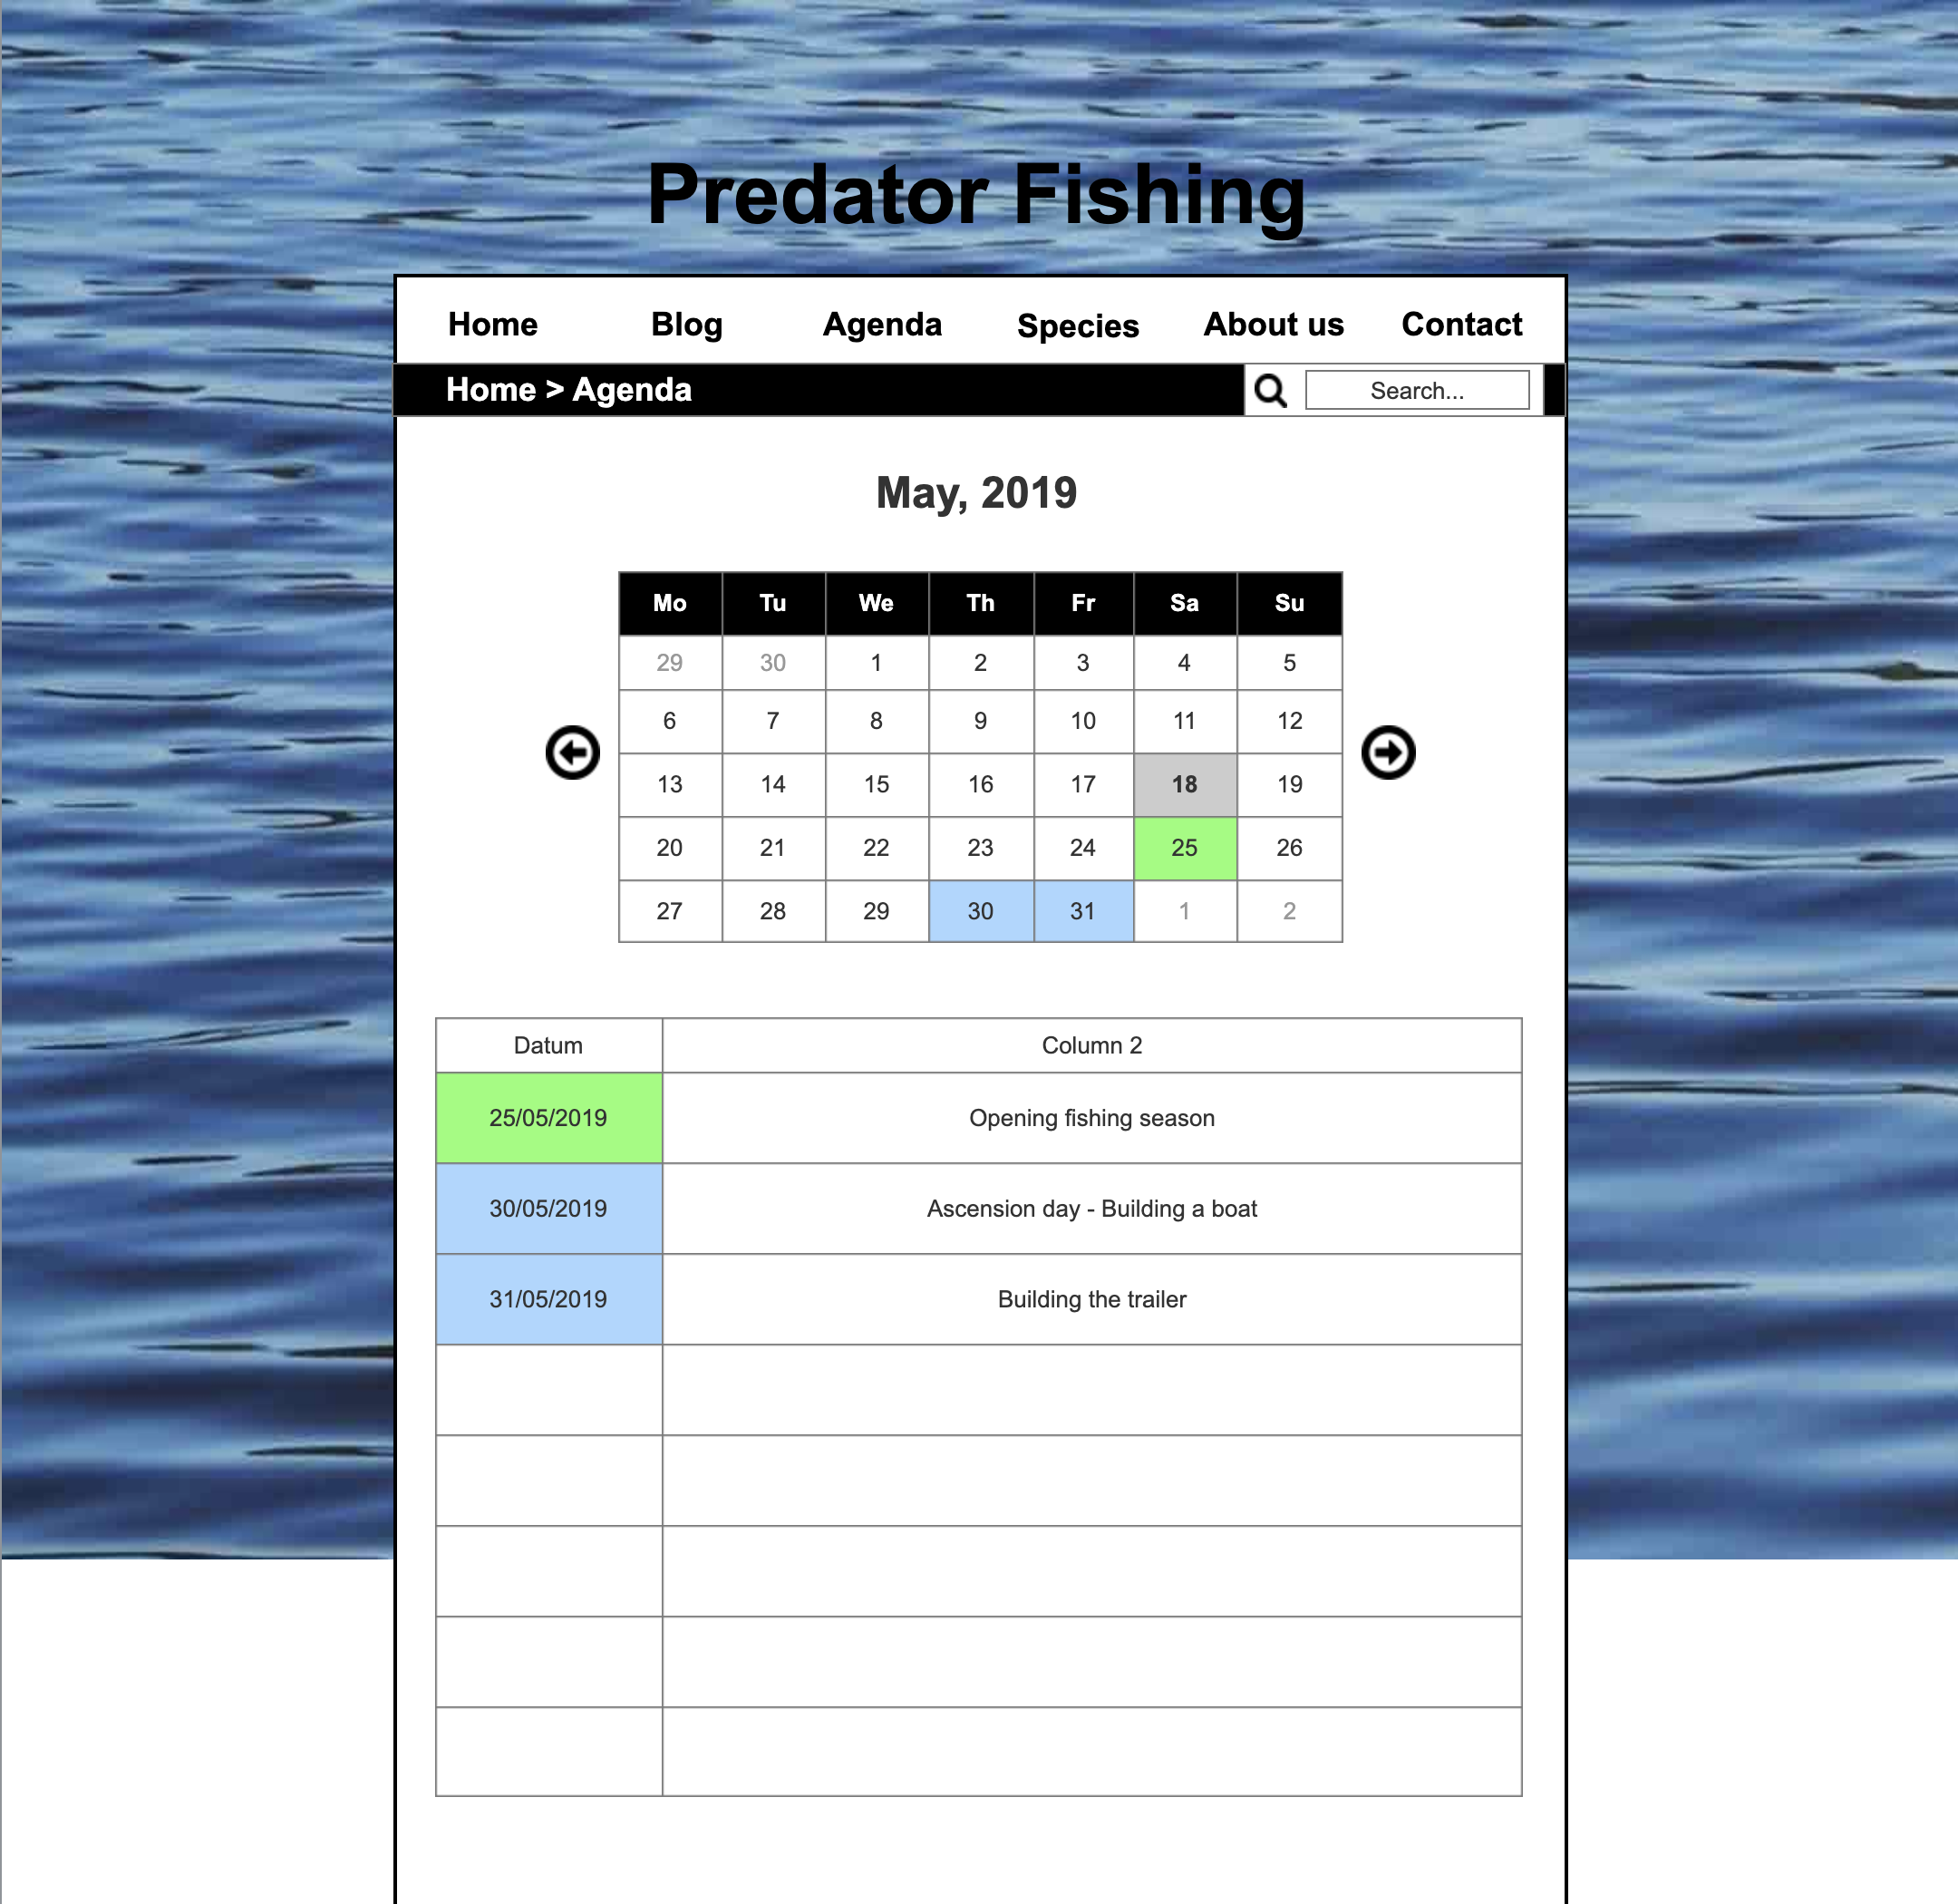 Predator Fishing
Home Blog Agenda Species About us Contact
Home > Agenda Search...
May, 2019
Mo Tu We Th Fr Sa Su
29 30 1 2 3 4 5
6 7 8 9 10 11 12
13 14 15 16 17 18 19
20 21 22 23 24 25 26
27 28 29 30 31 1 2
Datum Column 2
25/05/2019 Opening fishing season
30/05/2019 Ascension day - Building a boat
31/05/2019 Building the trailer